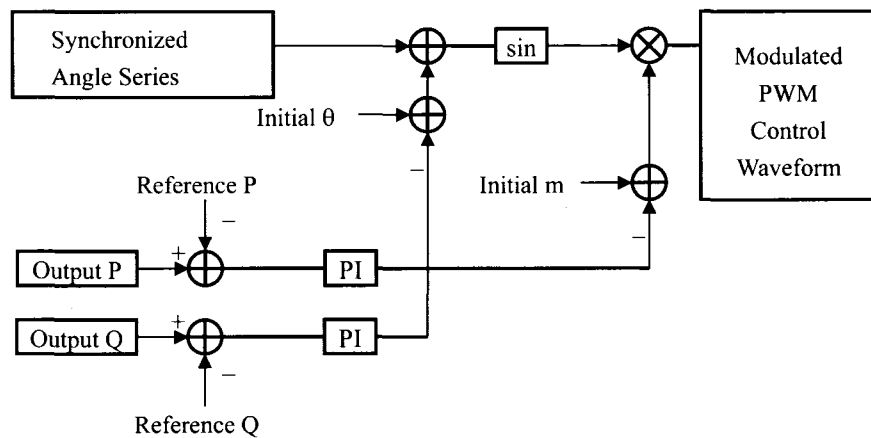 Synchronized
Angle Series
sin
Modulated
PWM
Control
Waveform
Initial θ
−
Initial m
−
Reference P
−
+
Output P
PI
+
Output Q
PI
−
Reference Q